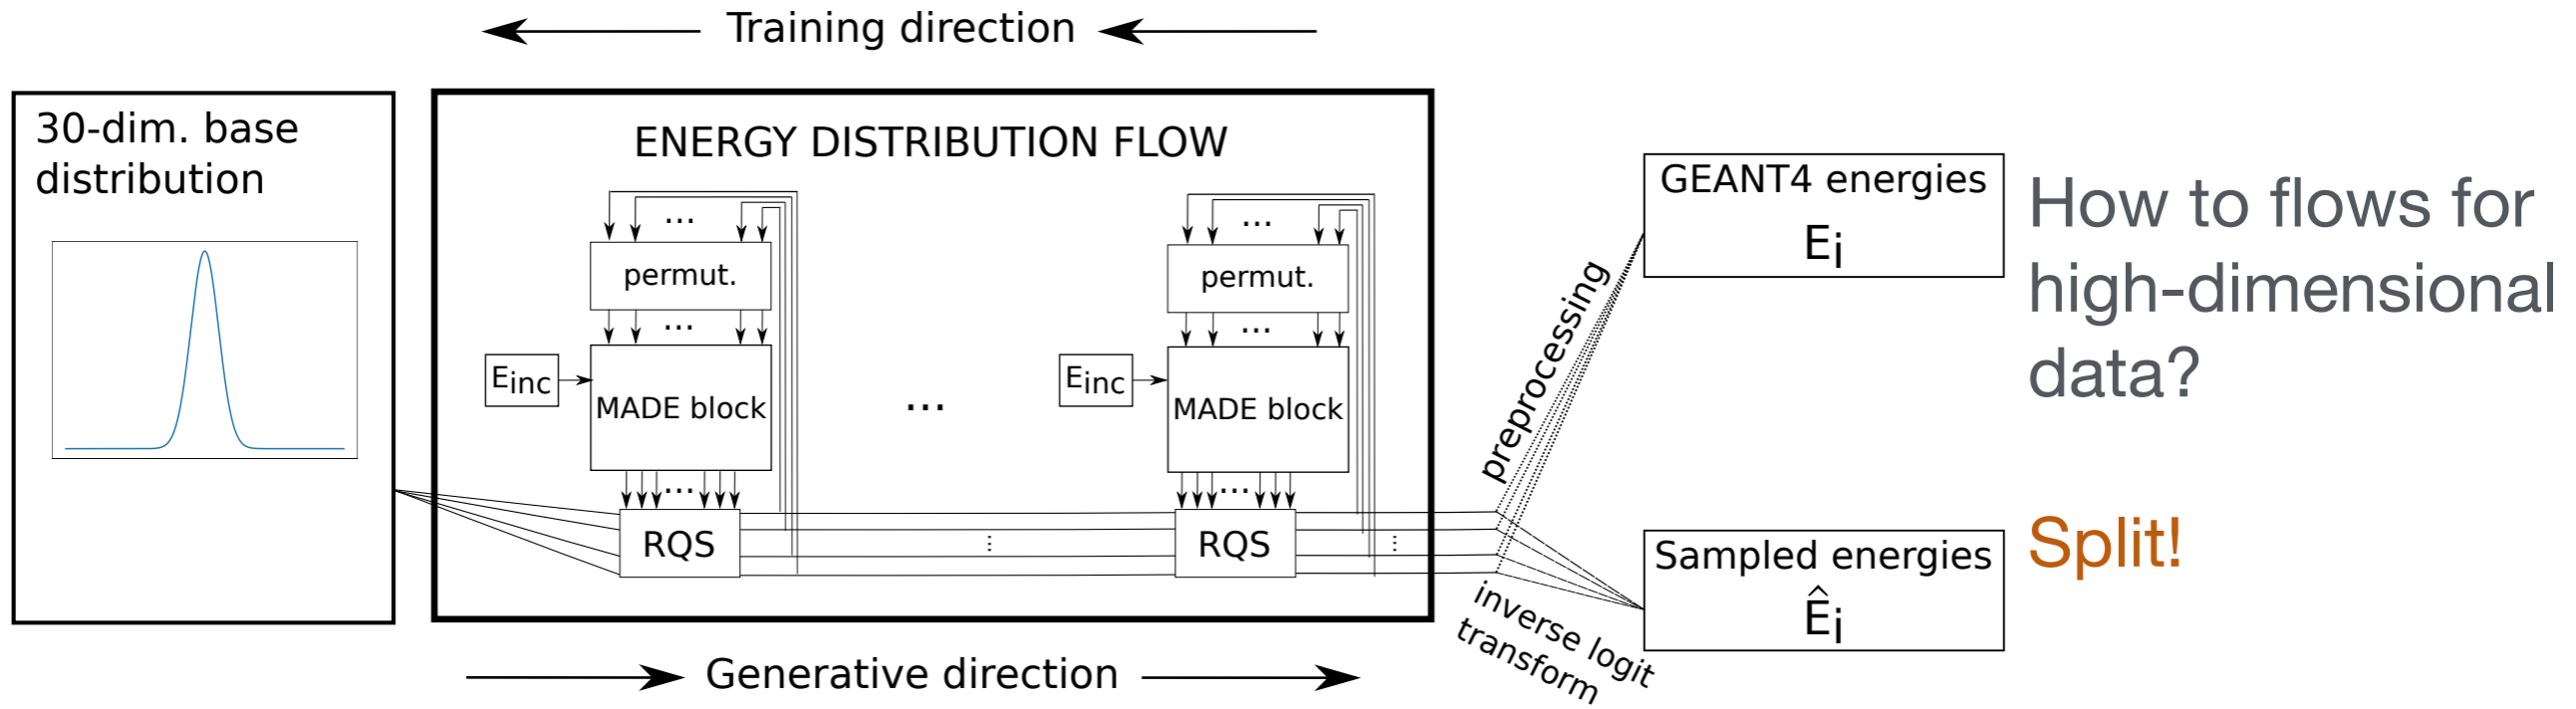 Training direction
30-dim. base
distribution
ENERGY DISTRIBUTION FLOW
...
permut.
...
Einc
MADE block
...
RQS
...
...
...
permut.
...
Einc
MADE block
...
RQS
...
preprocessing
inverse logit
transform
GEANT4 energies
Ei
Sampled energies
Êi
Generative direction
How to flows for
high-dimensional
data?
Split!